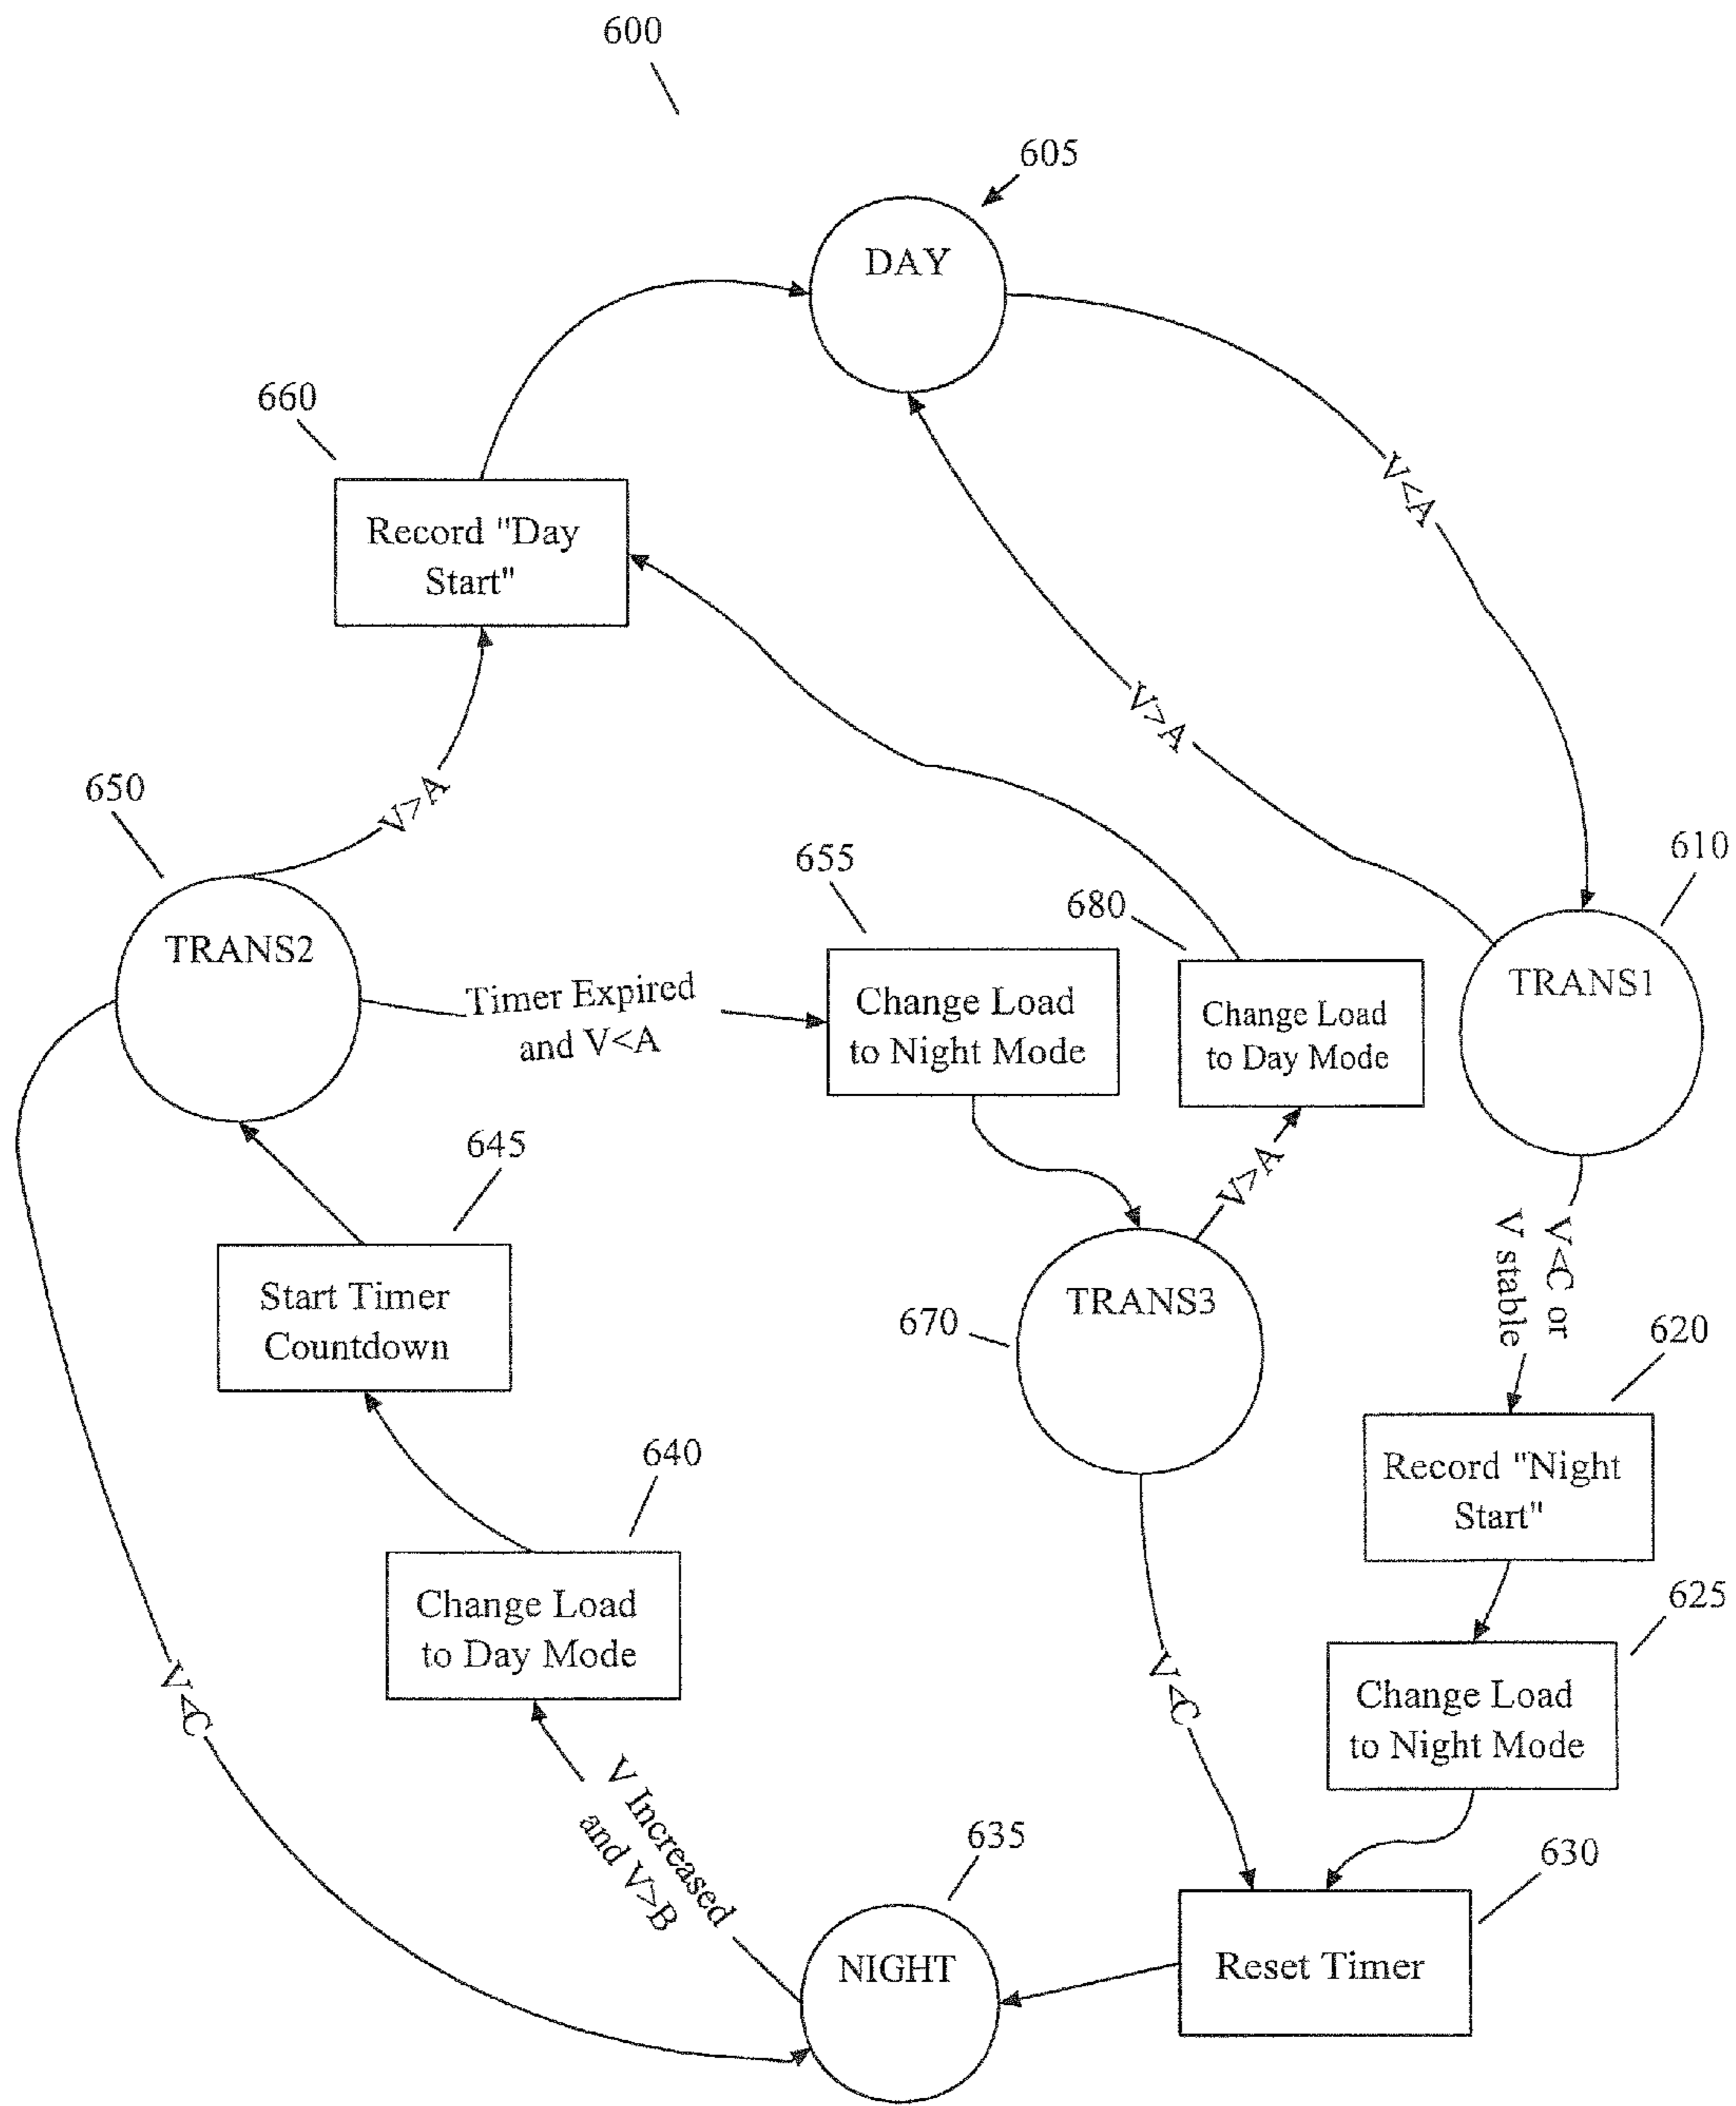 600
605
DAY
660
V<A
Record "Day
Start"
V>A
650
V>A
655
680
610
TRANS2
TRANS1
Timer Expired
and V<A
Change Load
to Night Mode
Change Load
to Day Mode
645
V>A
V<C or
V stable
Start Timer
Countdown
670
TRANS3
620
640
Record "Night
Start"
625
Change Load
to Day Mode
V<C
V<C
Change Load
to Night Mode
V Increased
and V>B
635
630
NIGHT
Reset Timer